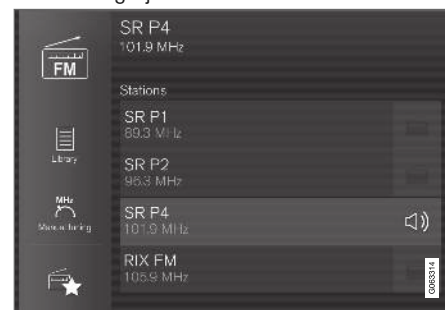 SR P4
101.9 MHz
FM
Stations
SR P1
89.3 MHz
Library
SR P2
96.3 MHz
MHz
Manual tuning
SR P4
101.9 MHz
RIX FM
105.9 MHz
G063314